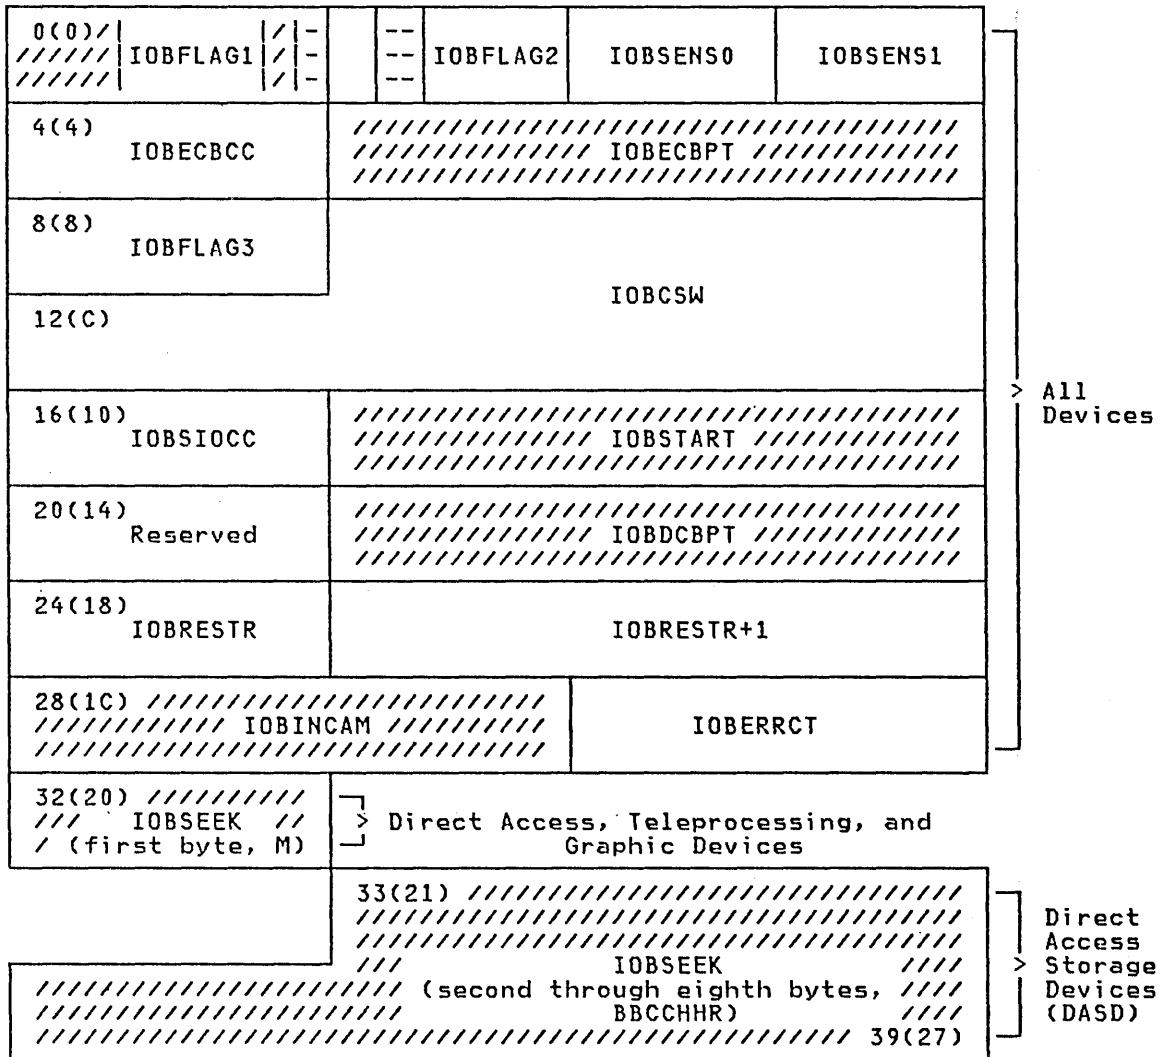 0(0)
IOBFLAG1 IOBFLAG2 IOBSENS0 IOBSENS1
4(4)
IOBECBCC IOBECBPT
8(8)
IOBFLAG3
IOBCSW
12(C)
> All
Devices
16(10)
IOBSIOCC IOBSTART
20(14)
Reserved IOBDCBPT
24(18)
IOBRESTR IOBRESTR+1
28(1C)
IOBINCAM IOBERRCT
32(20)
IOBSEEK
(first byte, M)
> Direct Access, Teleprocessing, and
Graphic Devices
33(21)
IOBSEEK
(second through eighth bytes,
BBCCHHR)
39(27)
Direct
Access
> Storage
Devices
(DASD)